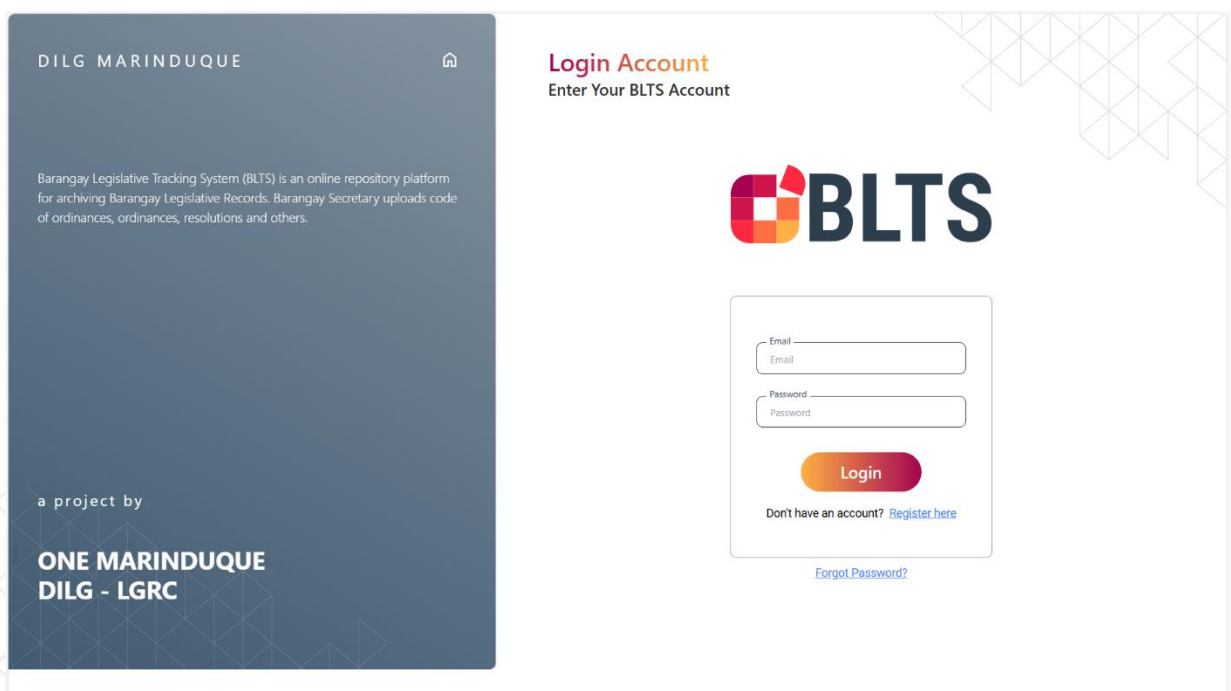 DILG MARINDUQUE
Barangay Legislative Tracking System (BLTS) is an online repository platform
for archiving Barangay Legislative Records. Barangay Secretary uploads code
of ordinances, ordinances, resolutions and others.
a project by
ONE MARINDUQUE
DILG - LGRC
Login Account
Enter Your BLTS Account
BLTS
Email
Email
Password
Password
Login
Don't have an account? Register here
Forgot Password?